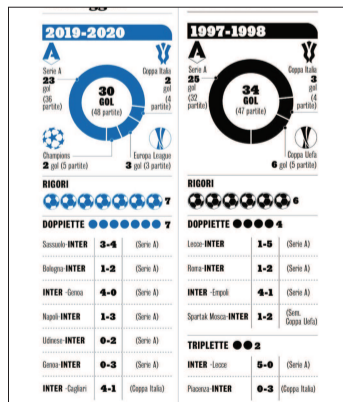 2019-2020
Serie A
23
gol
(36
partite)
Coppa Italia
2
gol
(4
partite)
30
GOL
(48 partite)
Champions
2 gol (5 partite)
Europa League
3 gol (3 partite)
RIGORI
7
DOPPIETTE 7
Sassuolo-INTER 3-4 (Serie A)
Bologna-INTER 1-2 (Serie A)
INTER -Genoa 4-0 (Serie A)
Napoli-INTER 1-3 (Serie A)
Udinese-INTER 0-2 (Serie A)
Genoa-INTER 0-3 (Serie A)
INTER -Cagliari 4-1 (Coppa Italia)
1997-1998
Serie A
25
gol
(32
partite)
Coppa Italia
3
gol
(4
partite)
34
GOL
(47 partite)
Coppa Uefa
6 gol (5 partite)
RIGORI
6
DOPPIETTE 4
Lecce-INTER 1-5 (Serie A)
Roma-INTER 1-2 (Serie A)
INTER -Empoli 4-1 (Serie A)
Spartak Mosca-INTER 1-2 (Sem.
Coppa Uefa)
TRIPLETTE 2
INTER -Lecce 5-0 (Serie A)
Piacenza-INTER 0-3 (Coppa Italia)